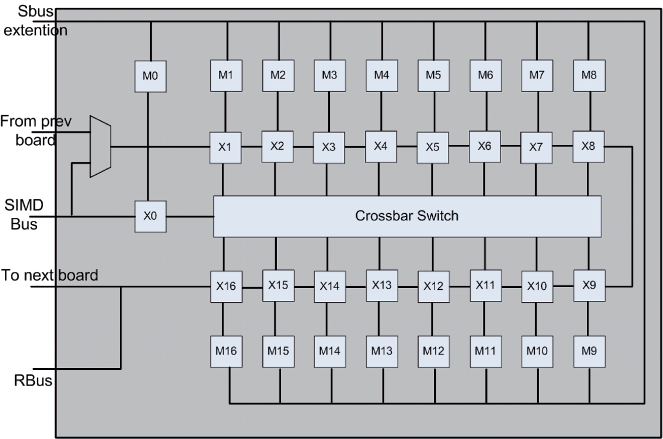 Sbus
extention
M0
M1
M2
M3
M4
M5
M6
M7
M8
From prev
board
X1
X2
X3
X4
X5
X6
X7
X8
SIMD
Bus
X0
Crossbar Switch
To next board
X16
X15
X14
X13
X12
X11
X10
X9
M16
M15
M14
M13
M12
M11
M10
M9
RBus